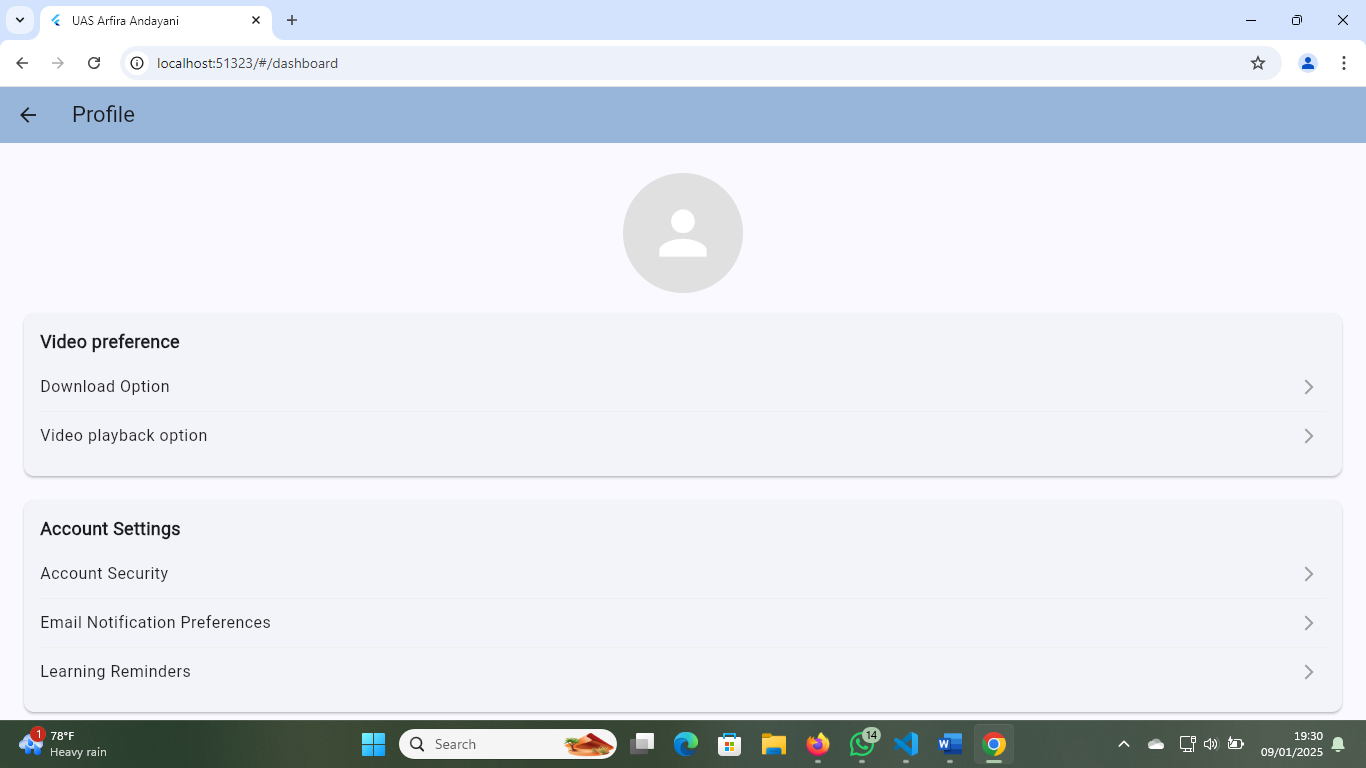 UAS Arfira Andayani
localhost:51323/#/dashboard
Profile
Video preference
Download Option
Video playback option
Account Settings
Account Security
Email Notification Preferences
Learning Reminders
1
78°F
Heavy rain
Search
14
19:30
09/01/2025